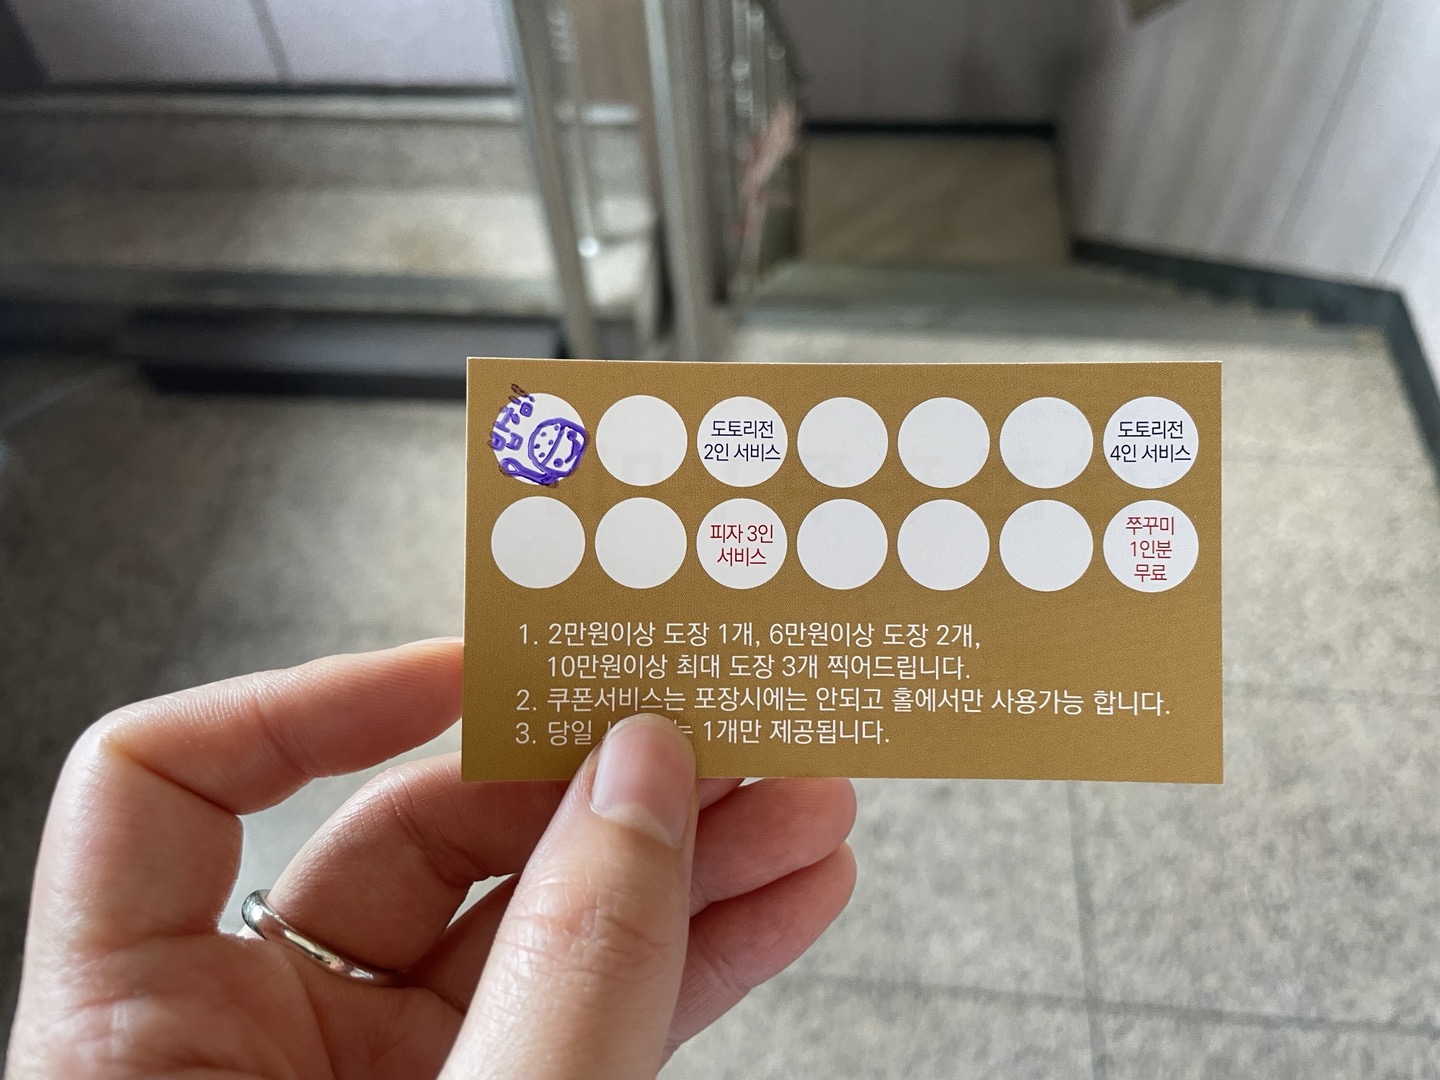 도토리전
2인 서비스
도토리전
4인 서비스
피자 3인
서비스
쭈꾸미
1인분
무료
1. 2만원이상 도장 1개, 6만원이상 도장 2개,
10만원이상 최대 도장 3개 찍어드립니다.
2. 쿠폰서비스는 포장시에는 안되고 홀에서만 사용가능 합니다.
3. 당일 는 1개만 제공됩니다.